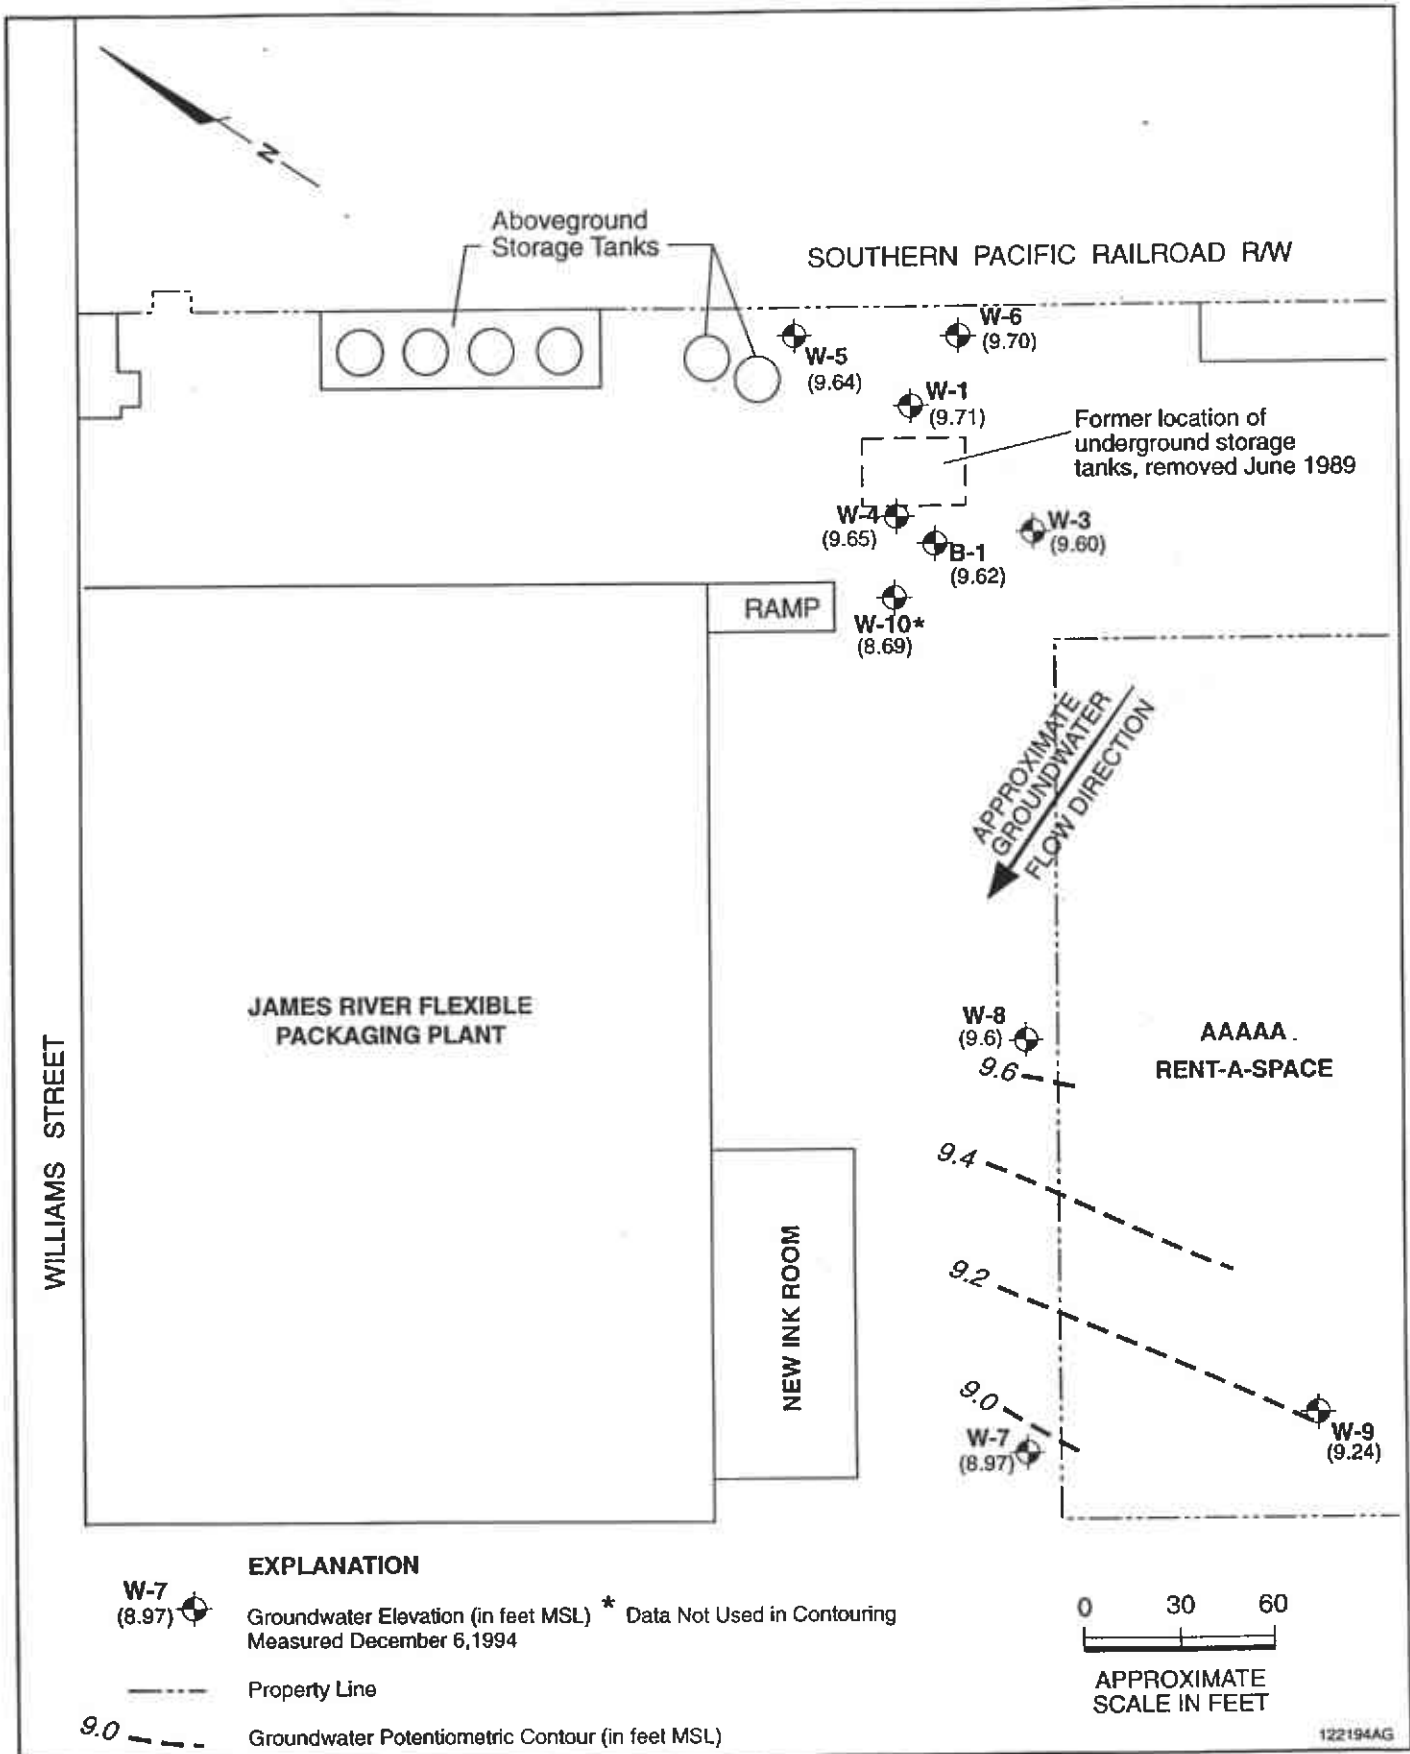 N
Aboveground
Storage Tanks
SOUTHERN PACIFIC RAILROAD R/W
W-6
(9.70)
W-5
(9.64)
W-1
(9.71)
Former location of
underground storage
tanks, removed June 1989
W-4
(9.65)
W-3
(9.60)
B-1
(9.62)
RAMP
W-10*
(8.69)
APPROXIMATE
GROUNDWATER
FLOW DIRECTION
JAMES RIVER FLEXIBLE
PACKAGING PLANT
WILLIAMS STREET
W-8
(9.6)
AAAAA
RENT-A-SPACE
9.6
9.4
9.2
9.0
NEW INK ROOM
W-7
(8.97)
W-9
(9.24)
EXPLANATION
W-7
(8.97)
Groundwater Elevation (in feet MSL) * Data Not Used in Contouring
Measured December 6,1994
Property Line
9.0
Groundwater Potentiometric Contour (in feet MSL)
0 30 60
APPROXIMATE
SCALE IN FEET
122194AG